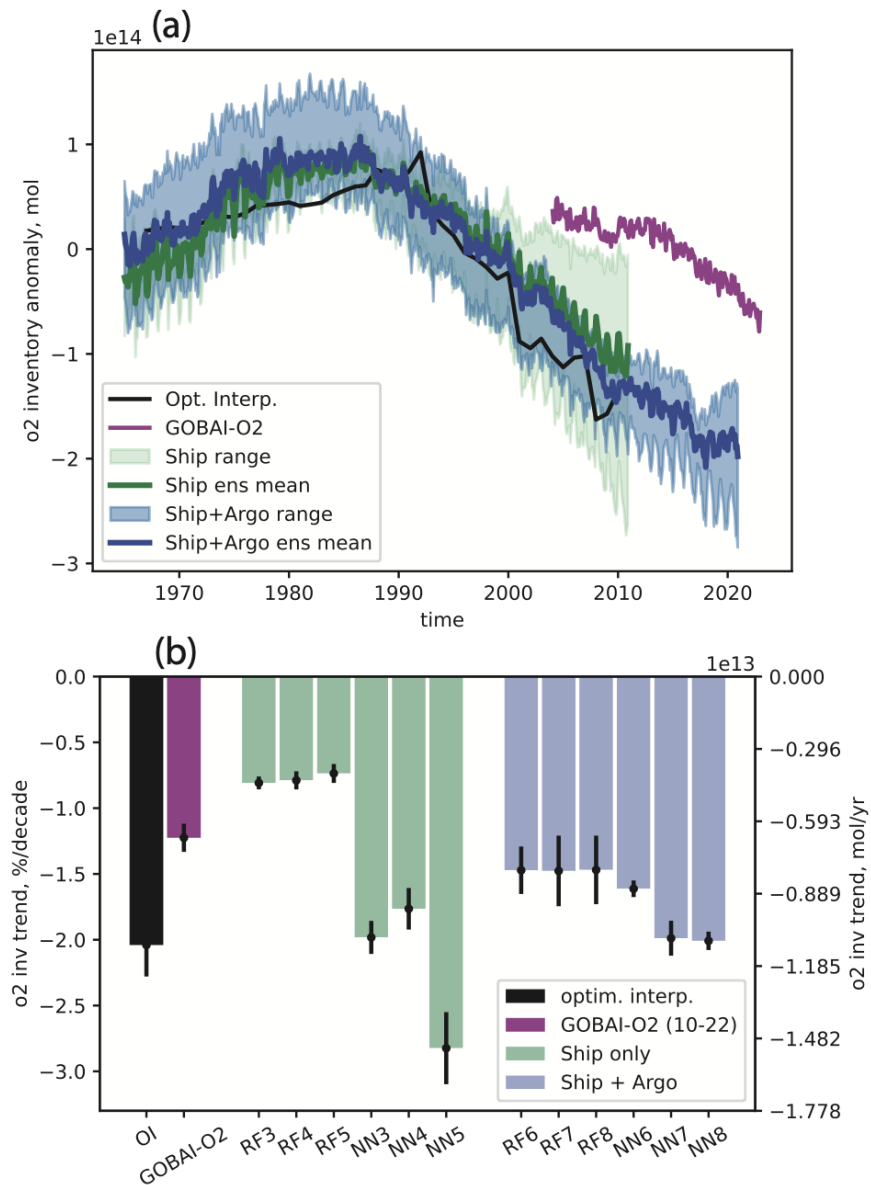 (a)
1e14
1
0
−1
−2
−3
o2 inventory anomaly, mol
Opt. Interp.
GOBAI-O2
Ship range
Ship ens mean
Ship+Argo range
Ship+Argo ens mean
1970
1980
1990
2000
2010
2020
time
(b)
1e13
0.0
−0.5
−1.0
−1.5
−2.0
−2.5
−3.0
o2 inv trend, %/decade
0.000
−0.296
−0.593
−0.889
−1.185
−1.482
−1.778
o2 inv trend, mol/yr
optim. interp.
GOBAI-O2 (10-22)
Ship only
Ship + Argo
OI
GOBAI-O2
RF3
RF4
RF5
NN3
NN4
NN5
RF6
RF7
RF8
NN6
NN7
NN8